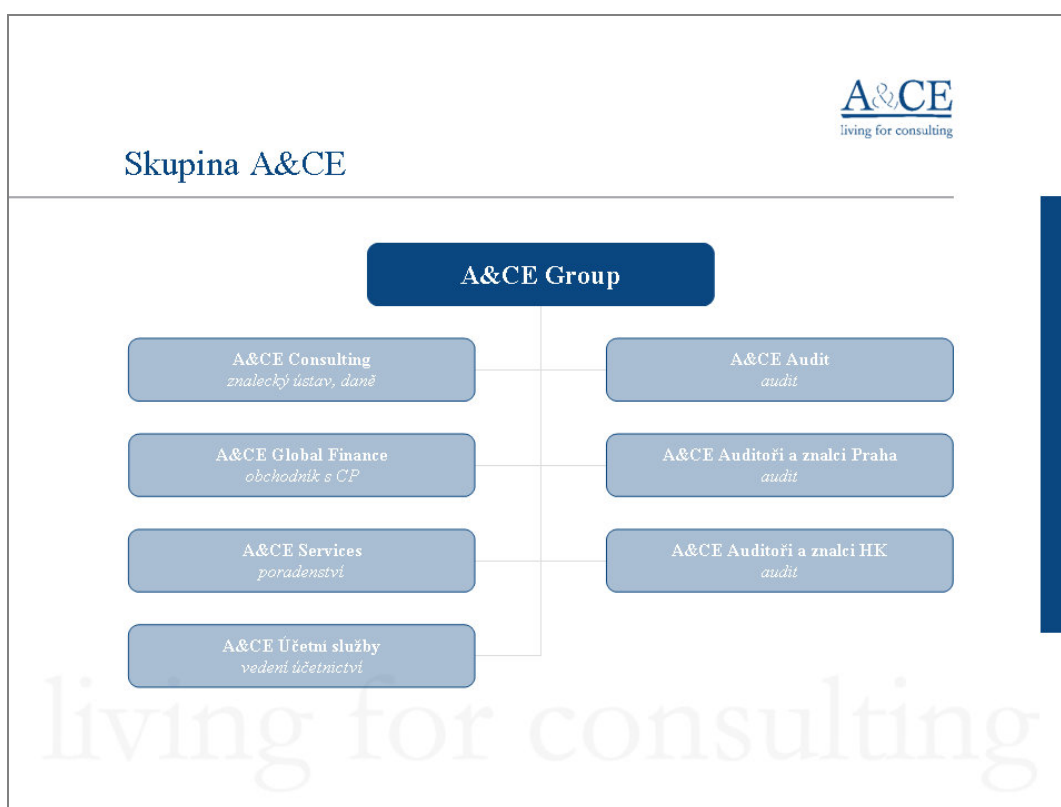 A&CE
living for consulting
Skupina A&CE
A&CE Group
A&CE Consulting
znalecký ústav, daně
A&CE Audit
audit
A&CE Global Finance
obchodník s CP
A&CE Auditoři a znalci Praha
audit
A&CE Services
poradenství
A&CE Auditoři a znalci HK
audit
A&CE Účetní služby
vedení účetnictví
living for consulting